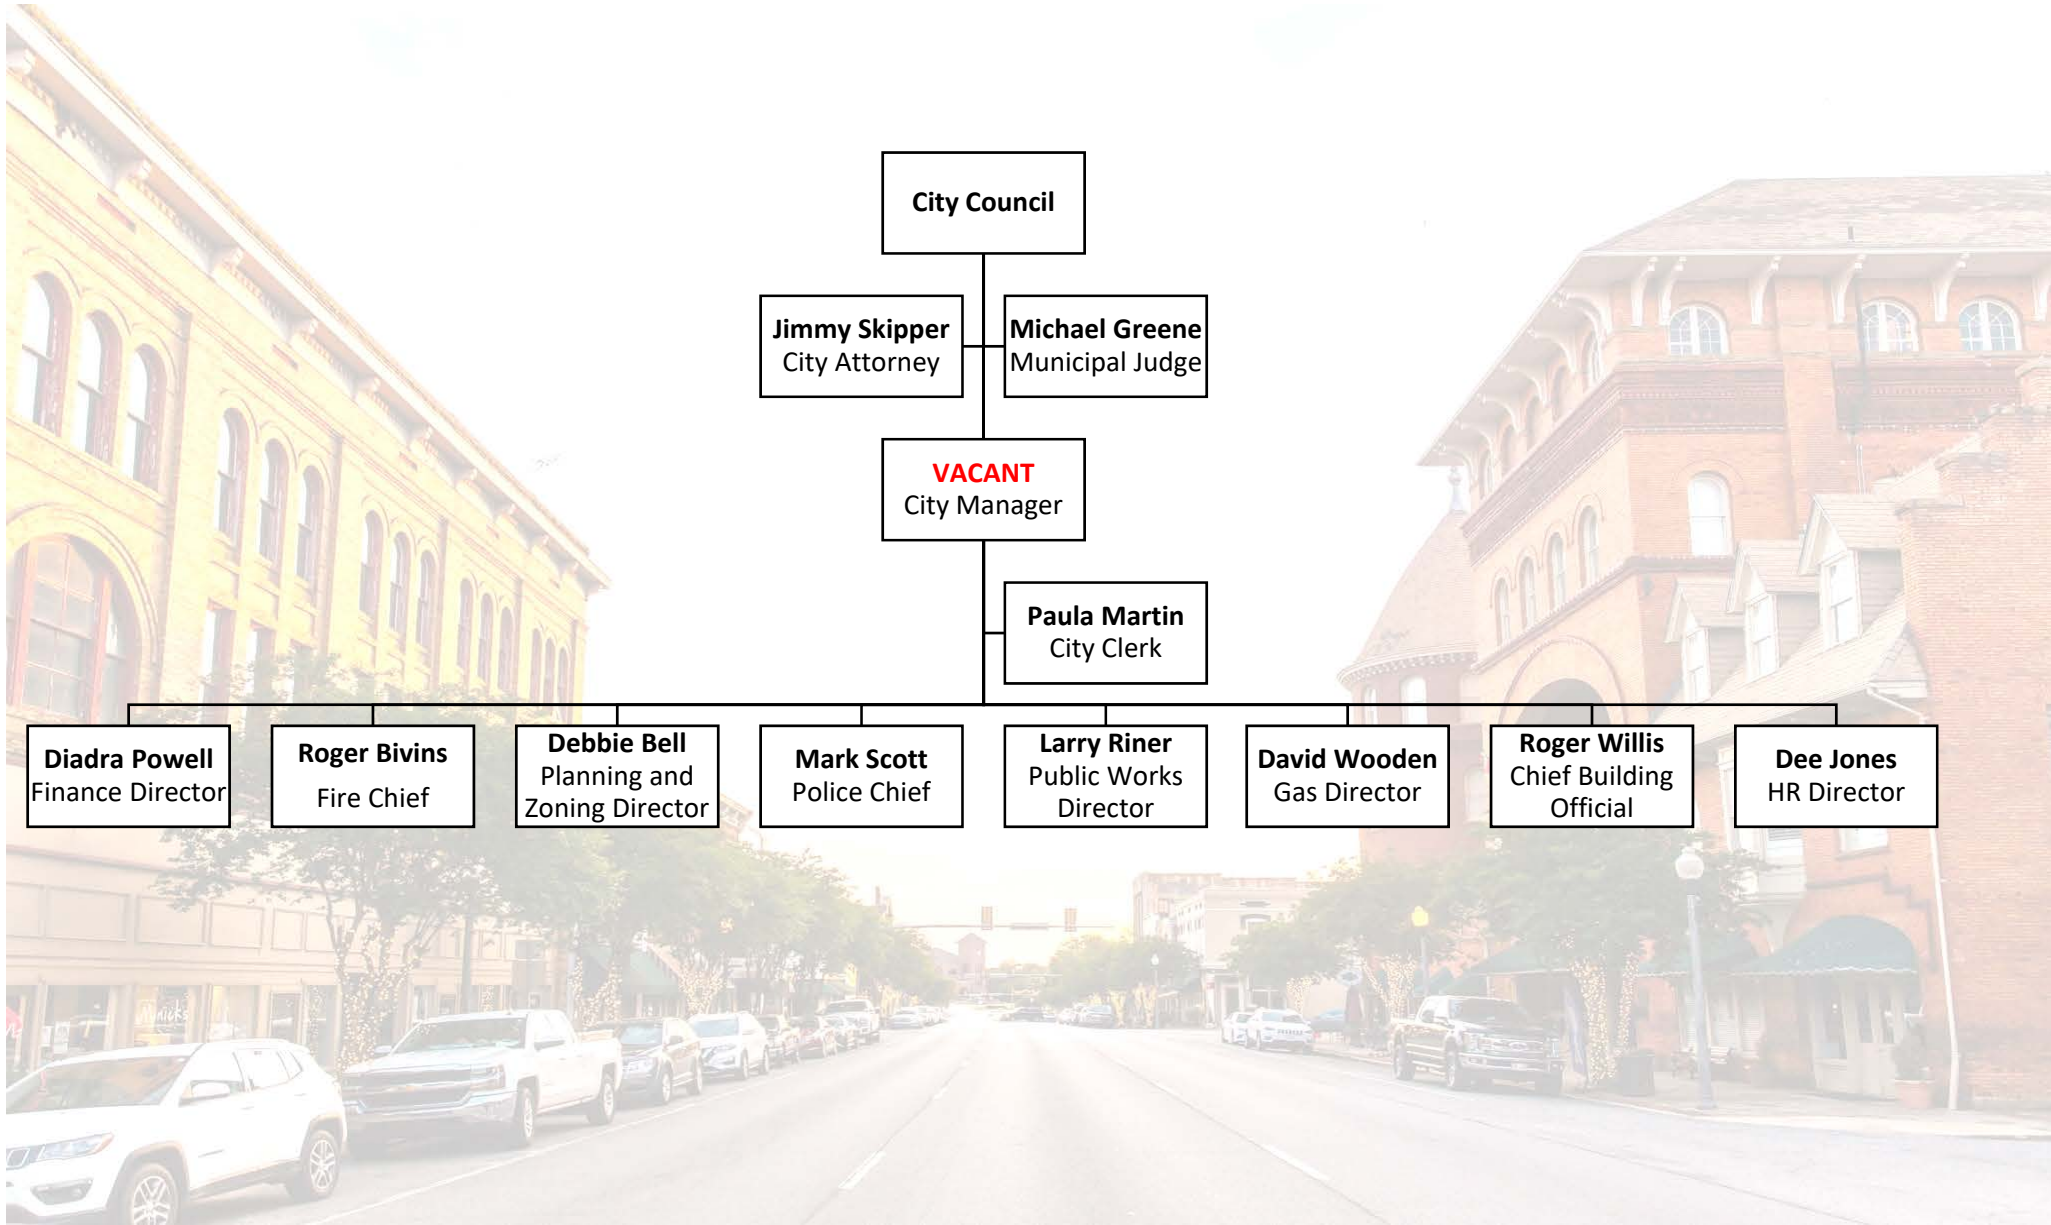 City Council
Jimmy Skipper
City Attorney
Michael Greene
Municipal Judge
VACANT
City Manager
Paula Martin
City Clerk
Diadra Powell
Finance Director
Roger Bivins
Fire Chief
Debbie Bell
Planning and
Zoning Director
Mark Scott
Police Chief
Larry Riner
Public Works
Director
David Wooden
Gas Director
Roger Willis
Chief Building
Official
Dee Jones
HR Director